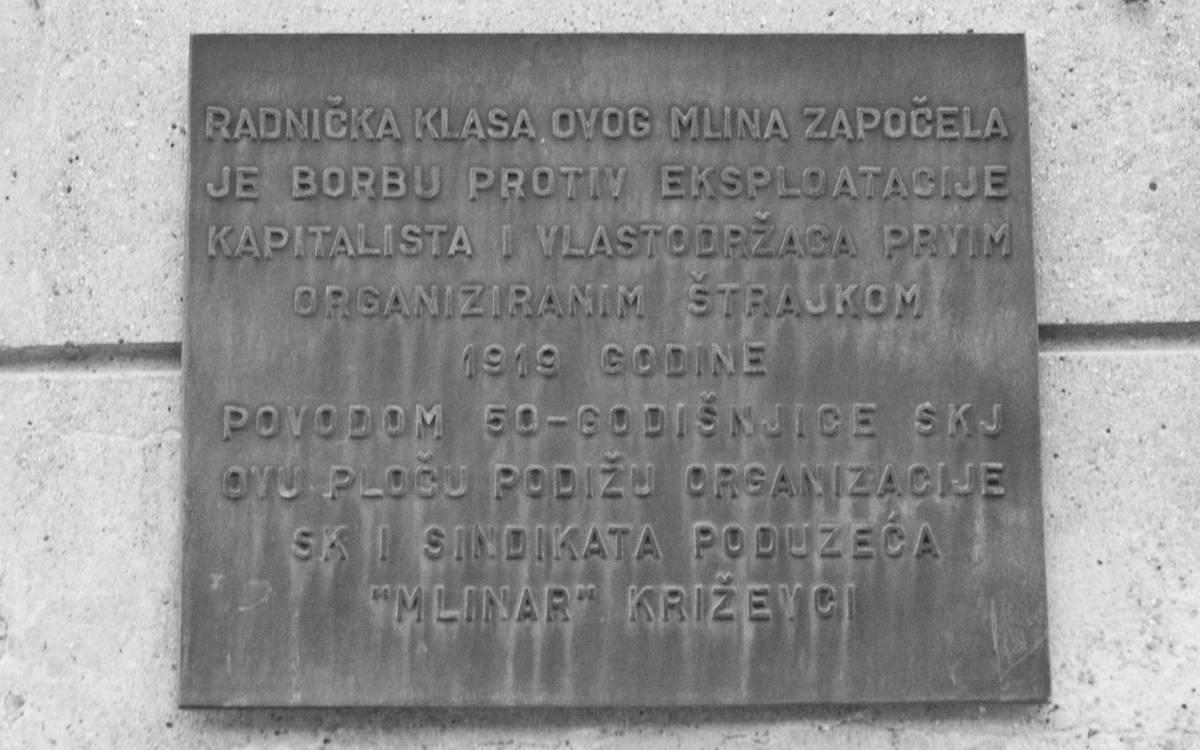 RADNIČKA KLASA OVOG MLINA ZAPOČELA
JE BORBU PROTIV EKSPLOATACIJE
KAPITALISTA I VLASTODRŽACA PRVIM
ORGANIZIRANIM ŠTRAJKOM
1919 GODINE
POVODOM 50-GODIŠNJICE SKJ
OVU PLOČU PODIŽU ORGANIZACIJE
SK I SINDIKATA PODUZEĆA
"MLINAR" KRIŽEVCI